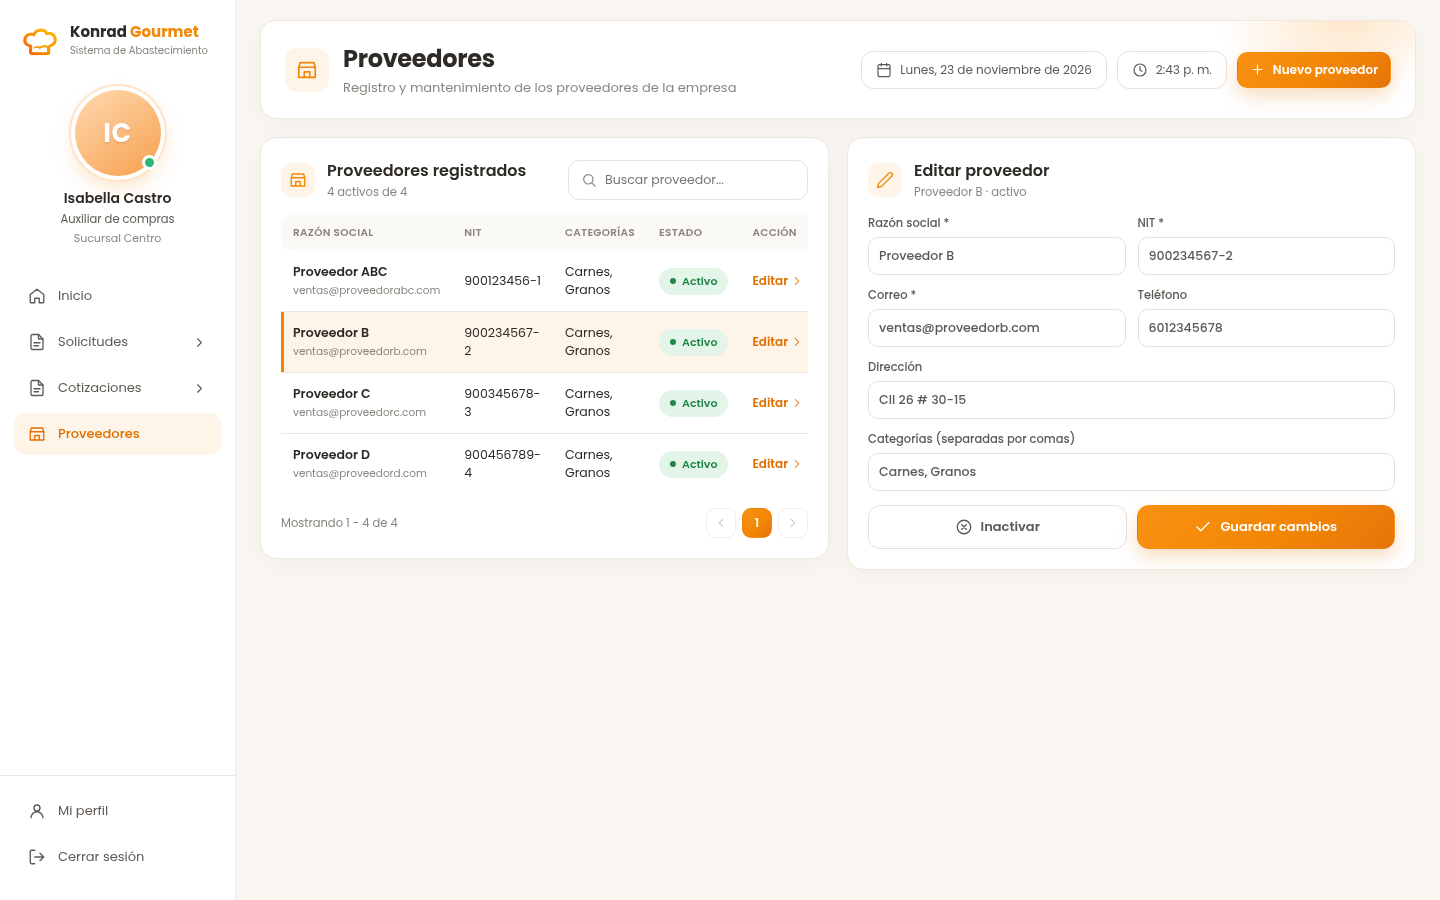 Konrad Gourmet
Sistema de Abastecimiento
IC
Isabella Castro
Auxiliar de compras
Sucursal Centro
Inicio
Solicitudes
Cotizaciones
Proveedores
Mi perfil
Cerrar sesión
Proveedores
Registro y mantenimiento de los proveedores de la empresa
Lunes, 23 de noviembre de 2026
2:43 p. m.
Nuevo proveedor
Proveedores registrados
4 activos de 4
Buscar proveedor...
RAZÓN SOCIAL NIT CATEGORÍAS ESTADO ACCIÓN
Proveedor ABC
ventas@proveedorabc.com
900123456-1
Carnes,
Granos
Activo
Editar
Proveedor B
ventas@proveedorb.com
900234567-
2
Carnes,
Granos
Activo
Editar
Proveedor C
ventas@proveedorc.com
900345678-
3
Carnes,
Granos
Activo
Editar
Proveedor D
ventas@proveedord.com
900456789-
4
Carnes,
Granos
Activo
Editar
Mostrando 1 - 4 de 4
1
Editar proveedor
Proveedor B · activo
Razón social *
Proveedor B
NIT *
900234567-2
Correo *
ventas@proveedorb.com
Teléfono
6012345678
Dirección
Cll 26 # 30-15
Categorías (separadas por comas)
Carnes, Granos
Inactivar
Guardar cambios